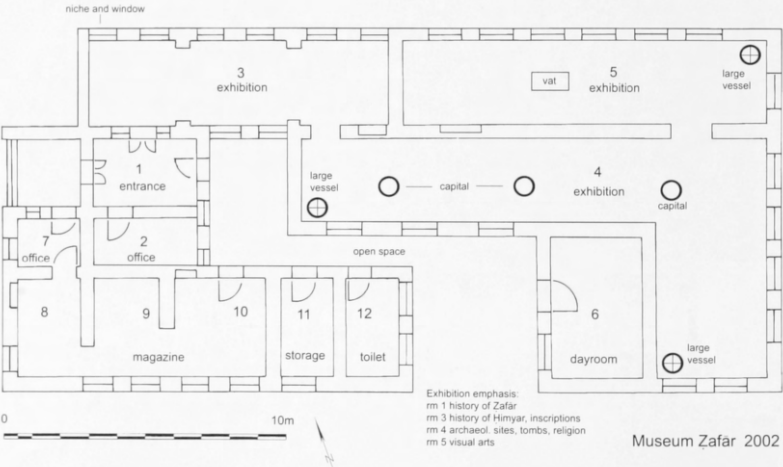 niche and window
3
exhibition
5
exhibition
vat
large
vessel
1
entrance
large
vessel
capital
4
exhibition
capital
7
office
2
office
open space
8
9
10
11
12
6
magazine
storage
toilet
dayroom
large
vessel
0
10m
N
Exhibition emphasis:
rm 1 history of Zafār
rm 3 history of Himyar, inscriptions
rm 4 archaeol. sites, tombs, religion
rm 5 visual arts
Museum Ẓafār 2002